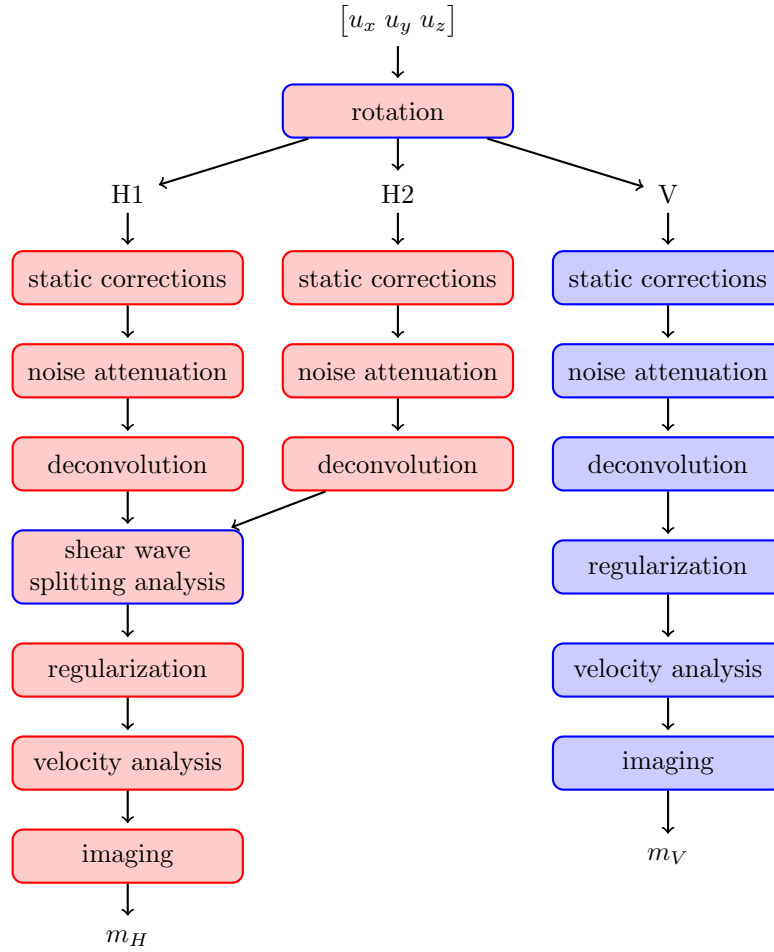 [u_x u_y u_z]
rotation
H1
H2
V
static corrections
static corrections
static corrections
noise attenuation
noise attenuation
noise attenuation
deconvolution
deconvolution
deconvolution
shear wave
splitting analysis
regularization
regularization
velocity analysis
velocity analysis
imaging
imaging
m_V
m_H